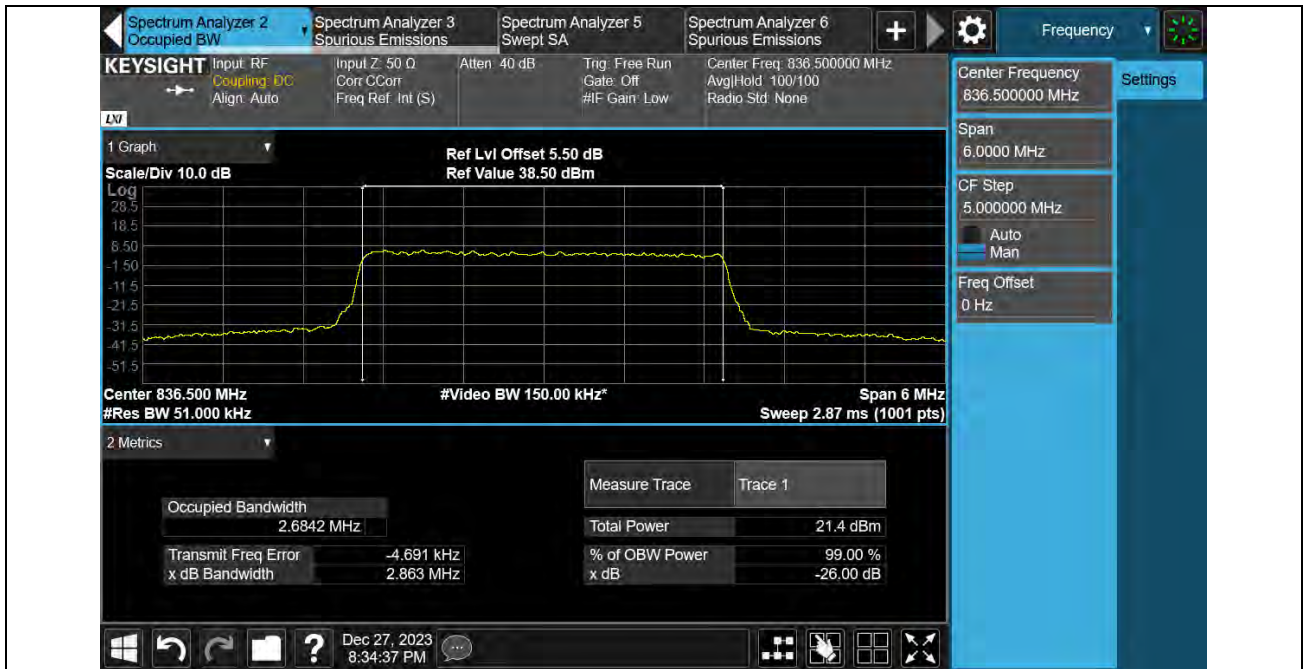 Spectrum Analyzer 2
Occupied BW
Spectrum Analyzer 3
Spurious Emissions
Spectrum Analyzer 5
Swept SA
Spectrum Analyzer 6
Spurious Emissions
+
Frequency
KEYSIGHT
LXI
Input: RF
Coupling: DC
Align: Auto
Input Z: 50 Ω
Corr CCorr
Freq Ref: Int (S)
Atten: 40 dB
Trig: Free Run
Gate: Off
#IF Gain: Low
Center Freq: 836.500000 MHz
Avg|Hold: 100/100
Radio Std: None
Center Frequency
836.500000 MHz
Settings
Span
6.0000 MHz
CF Step
5.000000 MHz
Auto
Man
Freq Offset
0 Hz
1 Graph
Scale/Div 10.0 dB
Ref Lvl Offset 5.50 dB
Ref Value 38.50 dBm
Log
28.5
18.5
8.50
-1.50
-11.5
-21.5
-31.5
-41.5
-51.5
Center 836.500 MHz
#Video BW 150.00 kHz*
Span 6 MHz
#Res BW 51.000 kHz
Sweep 2.87 ms (1001 pts)
2 Metrics
Measure Trace
Trace 1
Occupied Bandwidth
2.6842 MHz
Total Power
21.4 dBm
Transmit Freq Error
-4.691 kHz
% of OBW Power
99.00 %
x dB Bandwidth
2.863 MHz
x dB
-26.00 dB
?
Dec 27, 2023
8:34:37 PM